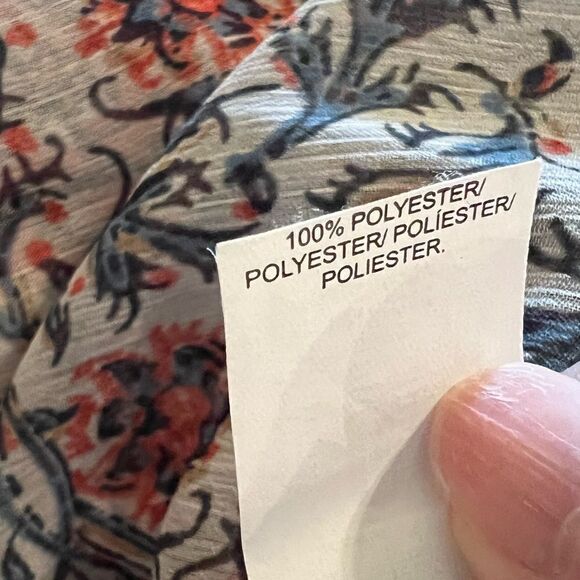 100% POLYESTER/
POLYESTER/ POLÍESTER/
POLIESTER.